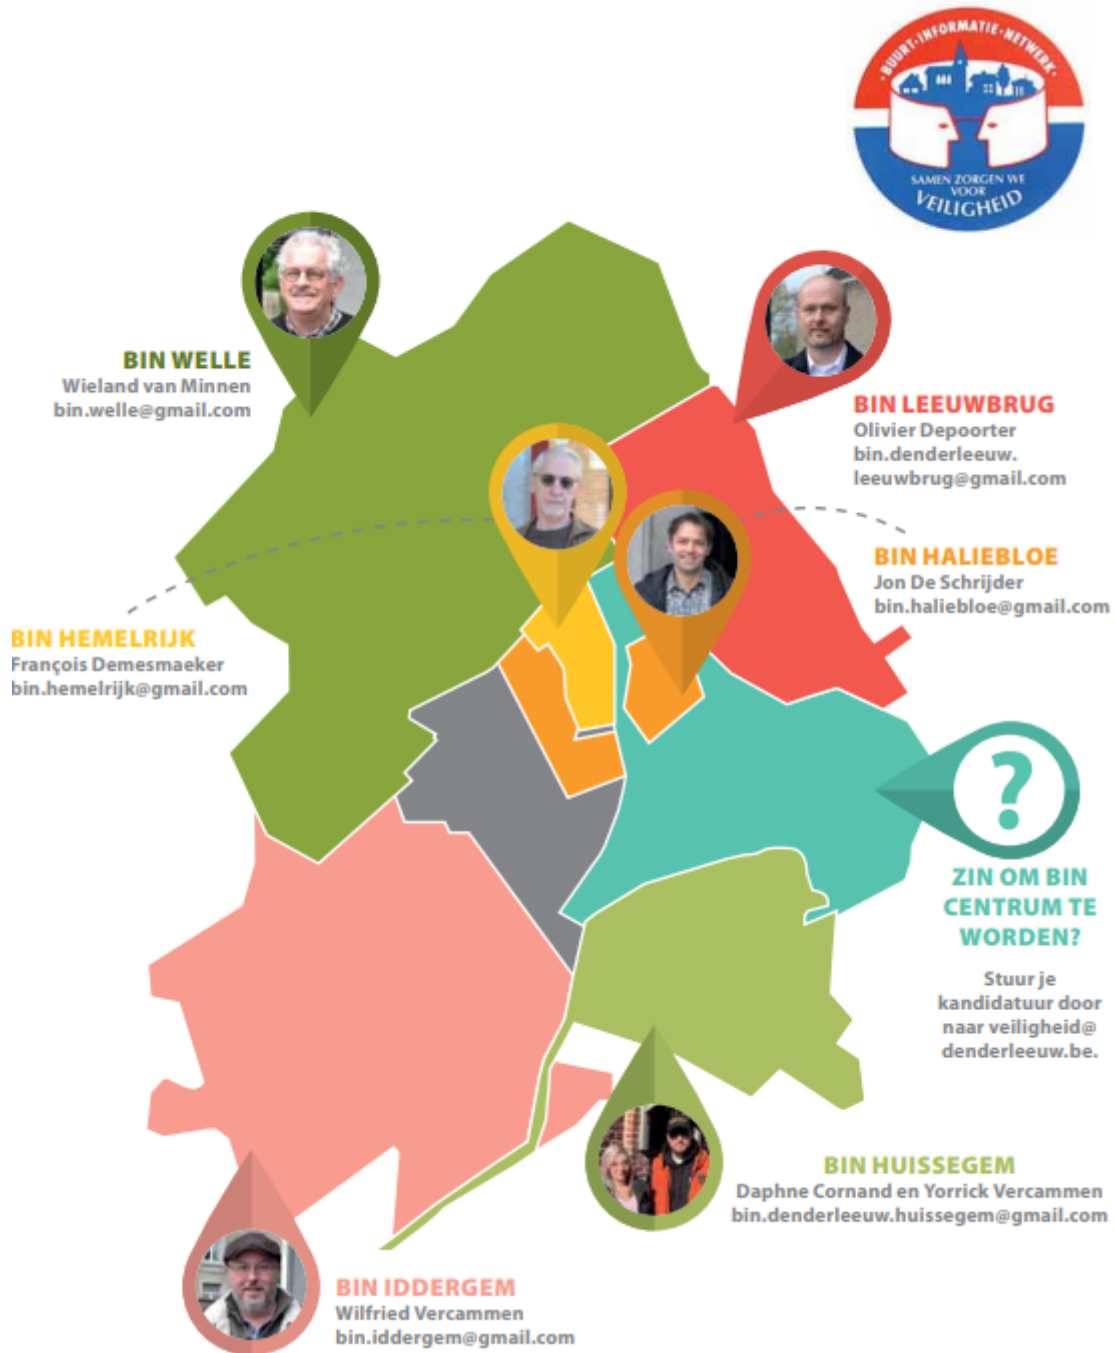 BUURT·INFORMATIE·NETWERK
SAMEN ZORGEN WE
VOOR
VEILIGHEID
BIN WELLE
Wieland van Minnen
bin.welle@gmail.com
BIN LEEUWBRUG
Olivier Depoorter
bin.denderleeuw.
leeuwbrug@gmail.com
BIN HALIEBLOE
Jon De Schrijder
bin.haliebloe@gmail.com
BIN HEMELRIJK
François Demesmaeker
bin.hemelrijk@gmail.com
?
ZIN OM BIN
CENTRUM TE
WORDEN?
Stuur je
kandidatuur door
naar veiligheid@
denderleeuw.be.
BIN HUISSEGEM
Daphne Cornand en Yorrick Vercammen
bin.denderleeuw.huissegem@gmail.com
BIN IDDERGEM
Wilfried Vercammen
bin.iddergem@gmail.com